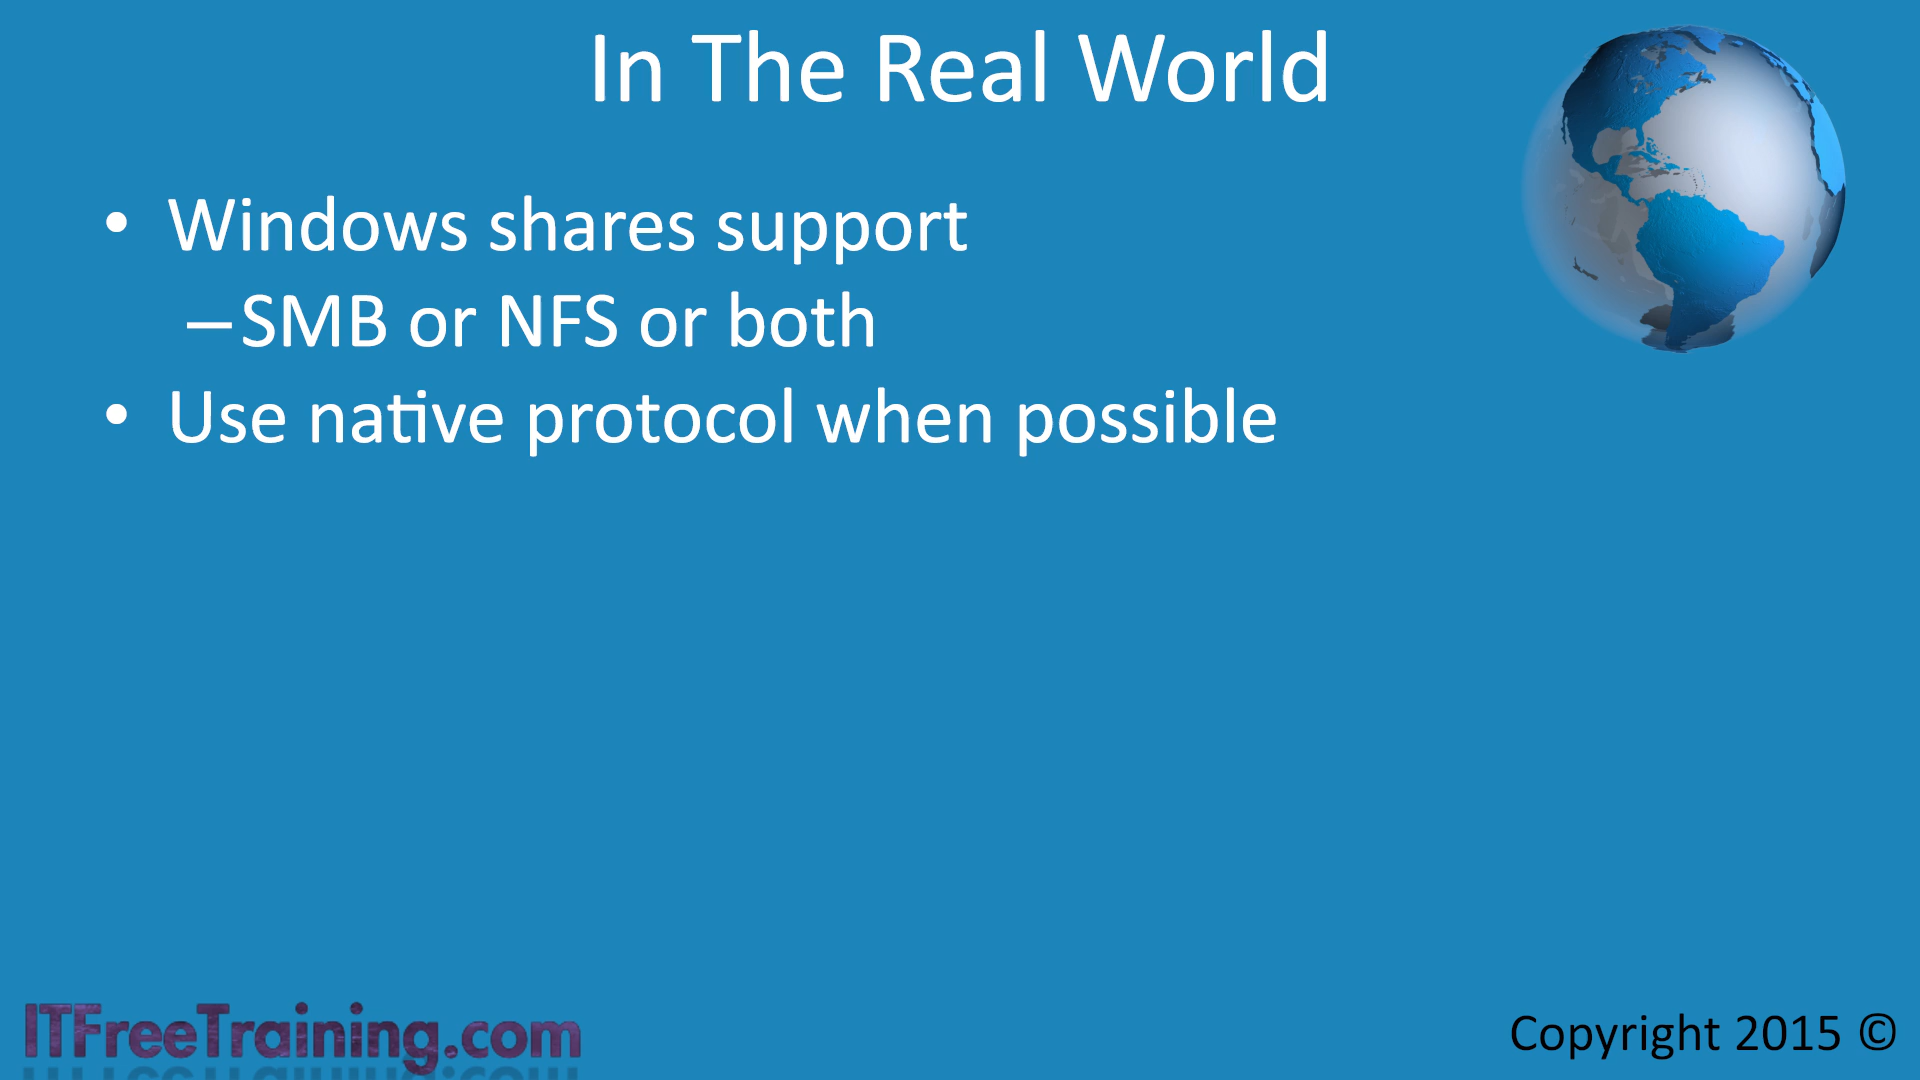 In The Real World
• Windows shares support
–SMB or NFS or both
• Use native protocol when possible
ITFreeTraining.com
Copyright 2015 ©